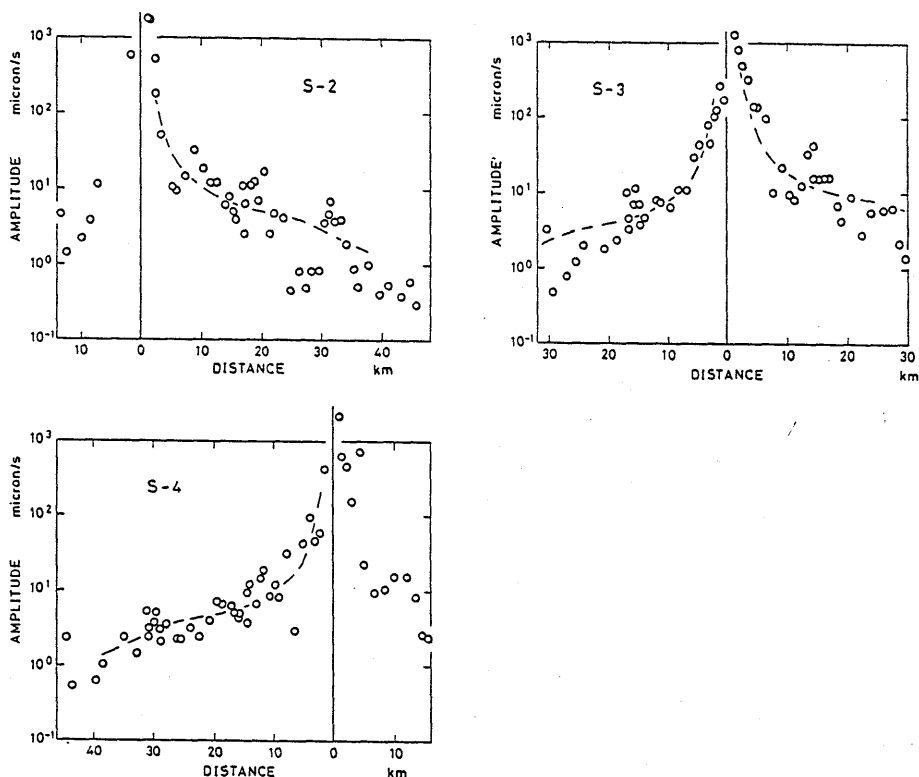 10³
10²
10¹
10⁰
10⁻¹
AMPLITUDE micron/s
S-2
10 0 10 20 30 40
DISTANCE km
10³
10²
10¹
10⁰
10⁻¹
AMPLITUDE' micron/s
S-3
30 20 10 0 10 20 30
DISTANCE km
10³
10²
10¹
10⁰
10⁻¹
AMPLITUDE micron/s
S-4
40 30 20 10 0 10
DISTANCE km